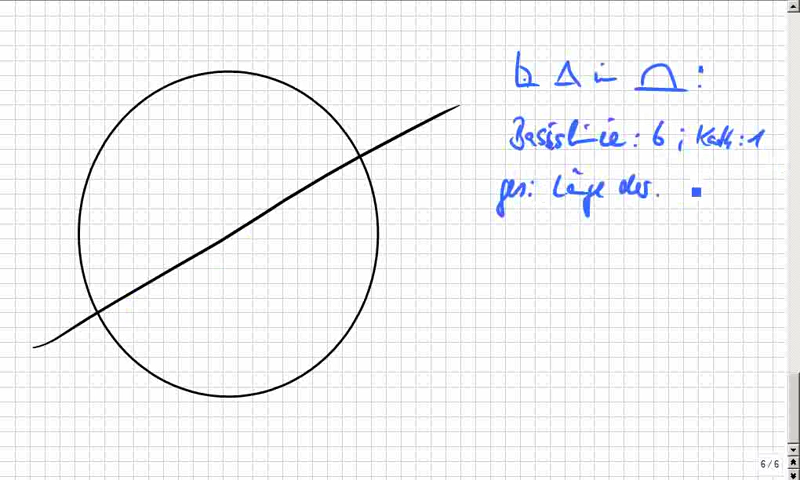 in :
Basislinie: 6 ; Kath: 1
ges: Länge der
6 / 6